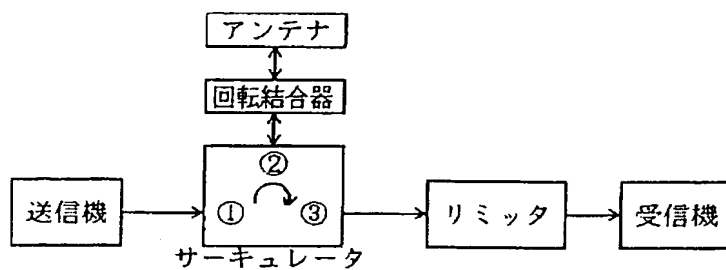 アンテナ
回転結合器
②
送信機 ① ③ リミッタ 受信機
サーキュレータ